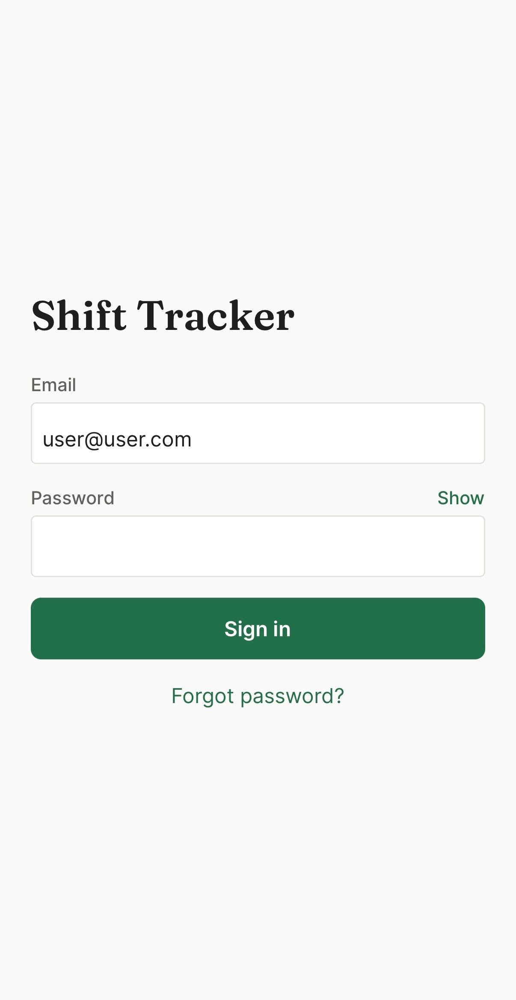 Shift Tracker
Email
user@user.com
Password Show
Sign in
Forgot password?